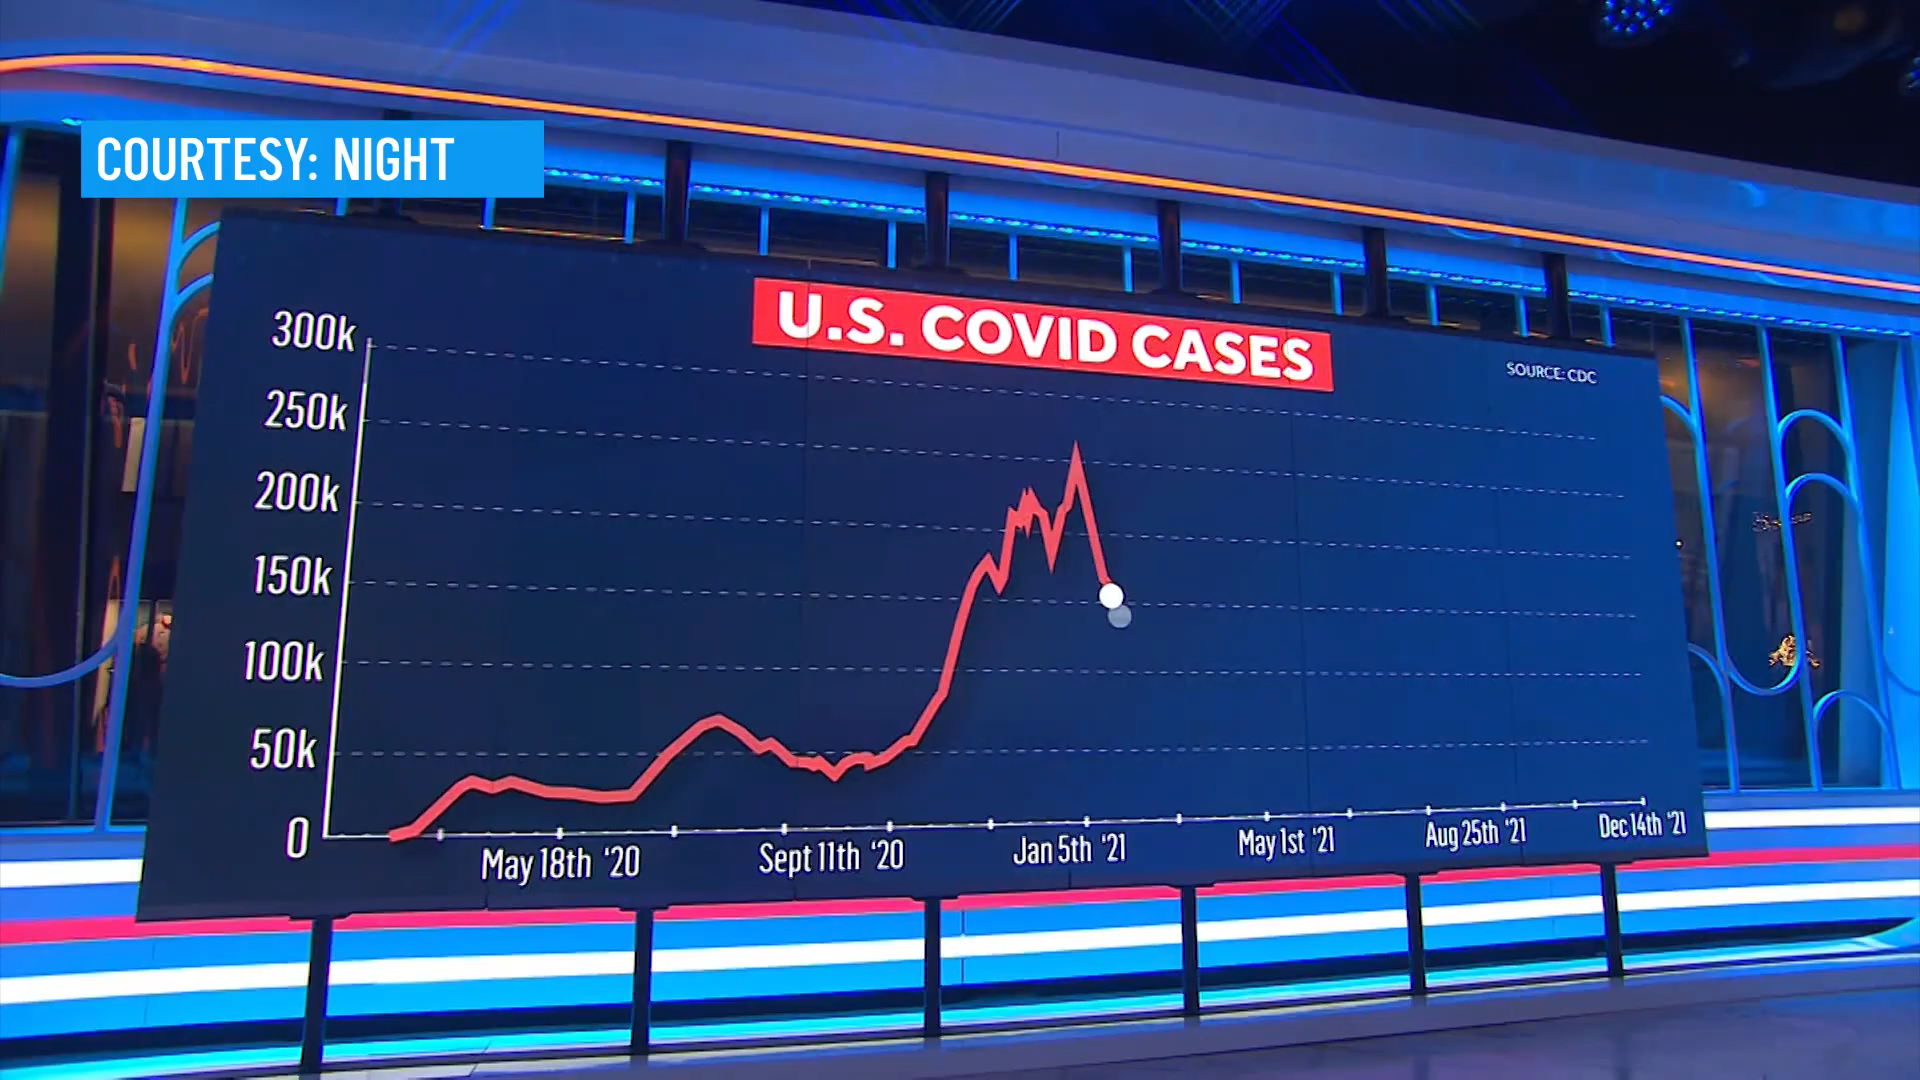 COURTESY: NIGHT
U.S. COVID CASES
SOURCE: CDC
300k
250k
200k
150k
100k
50k
0
May 18th '20
Sept 11th '20
Jan 5th '21
May 1st '21
Aug 25th '21
Dec 14th '21